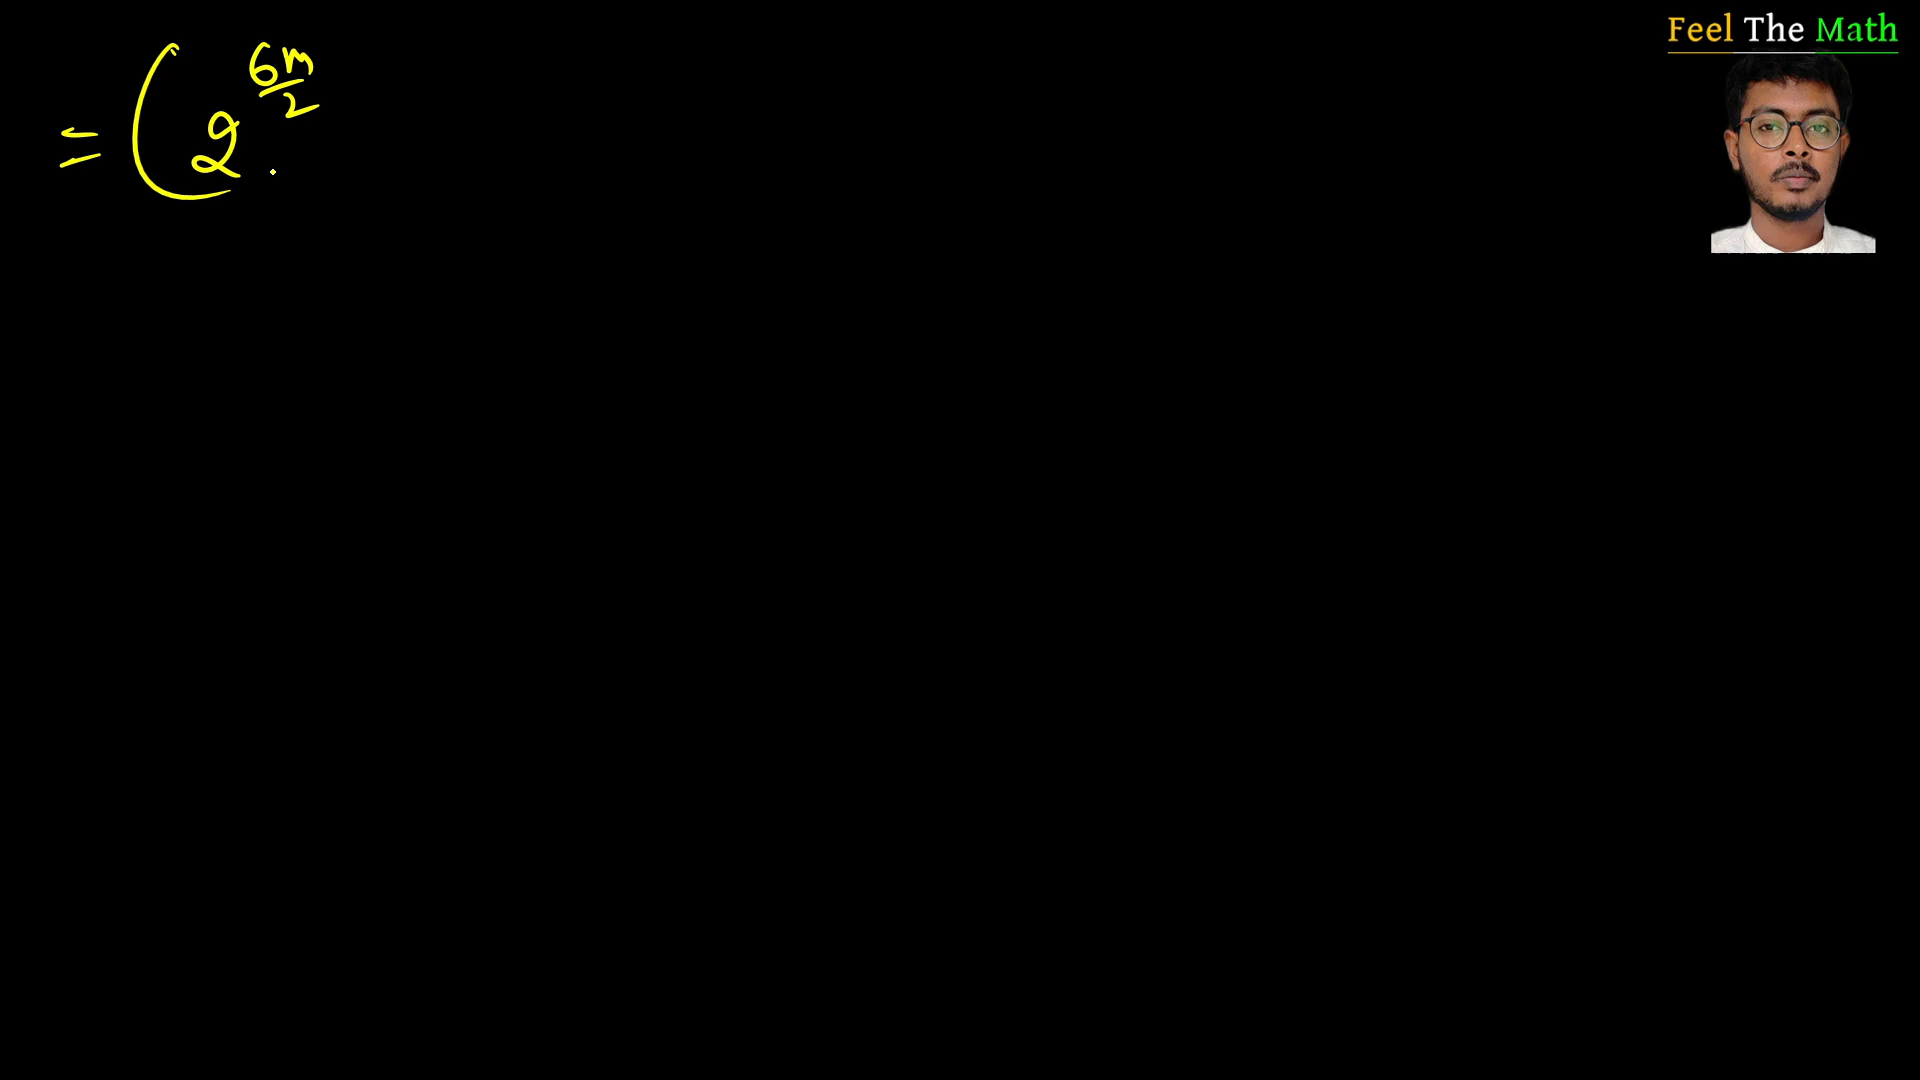 Feel The Math
= ( 2^{6m/2} .